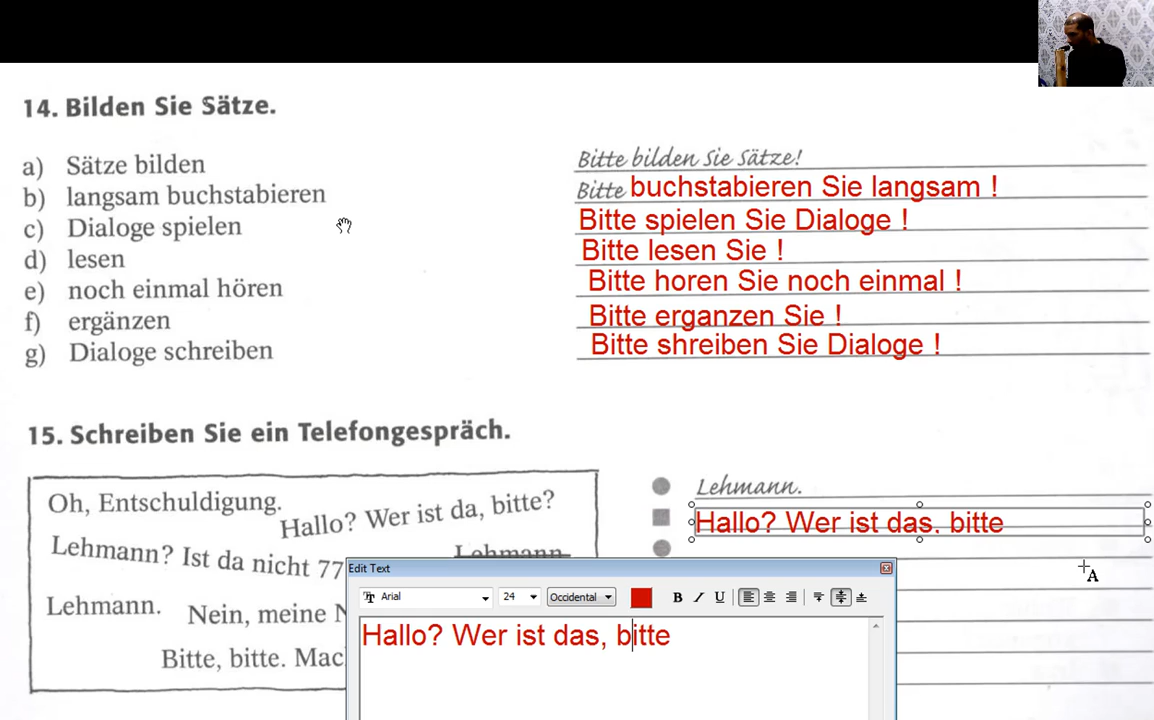 14. Bilden Sie Sätze.
a) Sätze bilden
Bitte bilden Sie Sätze!
b) langsam buchstabieren
Bitte buchstabieren Sie langsam !
c) Dialoge spielen
Bitte spielen Sie Dialoge !
d) lesen
Bitte lesen Sie !
e) noch einmal hören
Bitte horen Sie noch einmal !
f) ergänzen
Bitte erganzen Sie !
g) Dialoge schreiben
Bitte shreiben Sie Dialoge !
15. Schreiben Sie ein Telefongespräch.
Oh, Entschuldigung.
Hallo? Wer ist da, bitte?
Lehmann? Ist da nicht 77
Lehmann
Lehmann.
Nein, meine N
Bitte, bitte. Mac
Lehmann.
Hallo? Wer ist das, bitte
Edit Text
Arial
24
Occidental
B I U
Hallo? Wer ist das, bitte
A